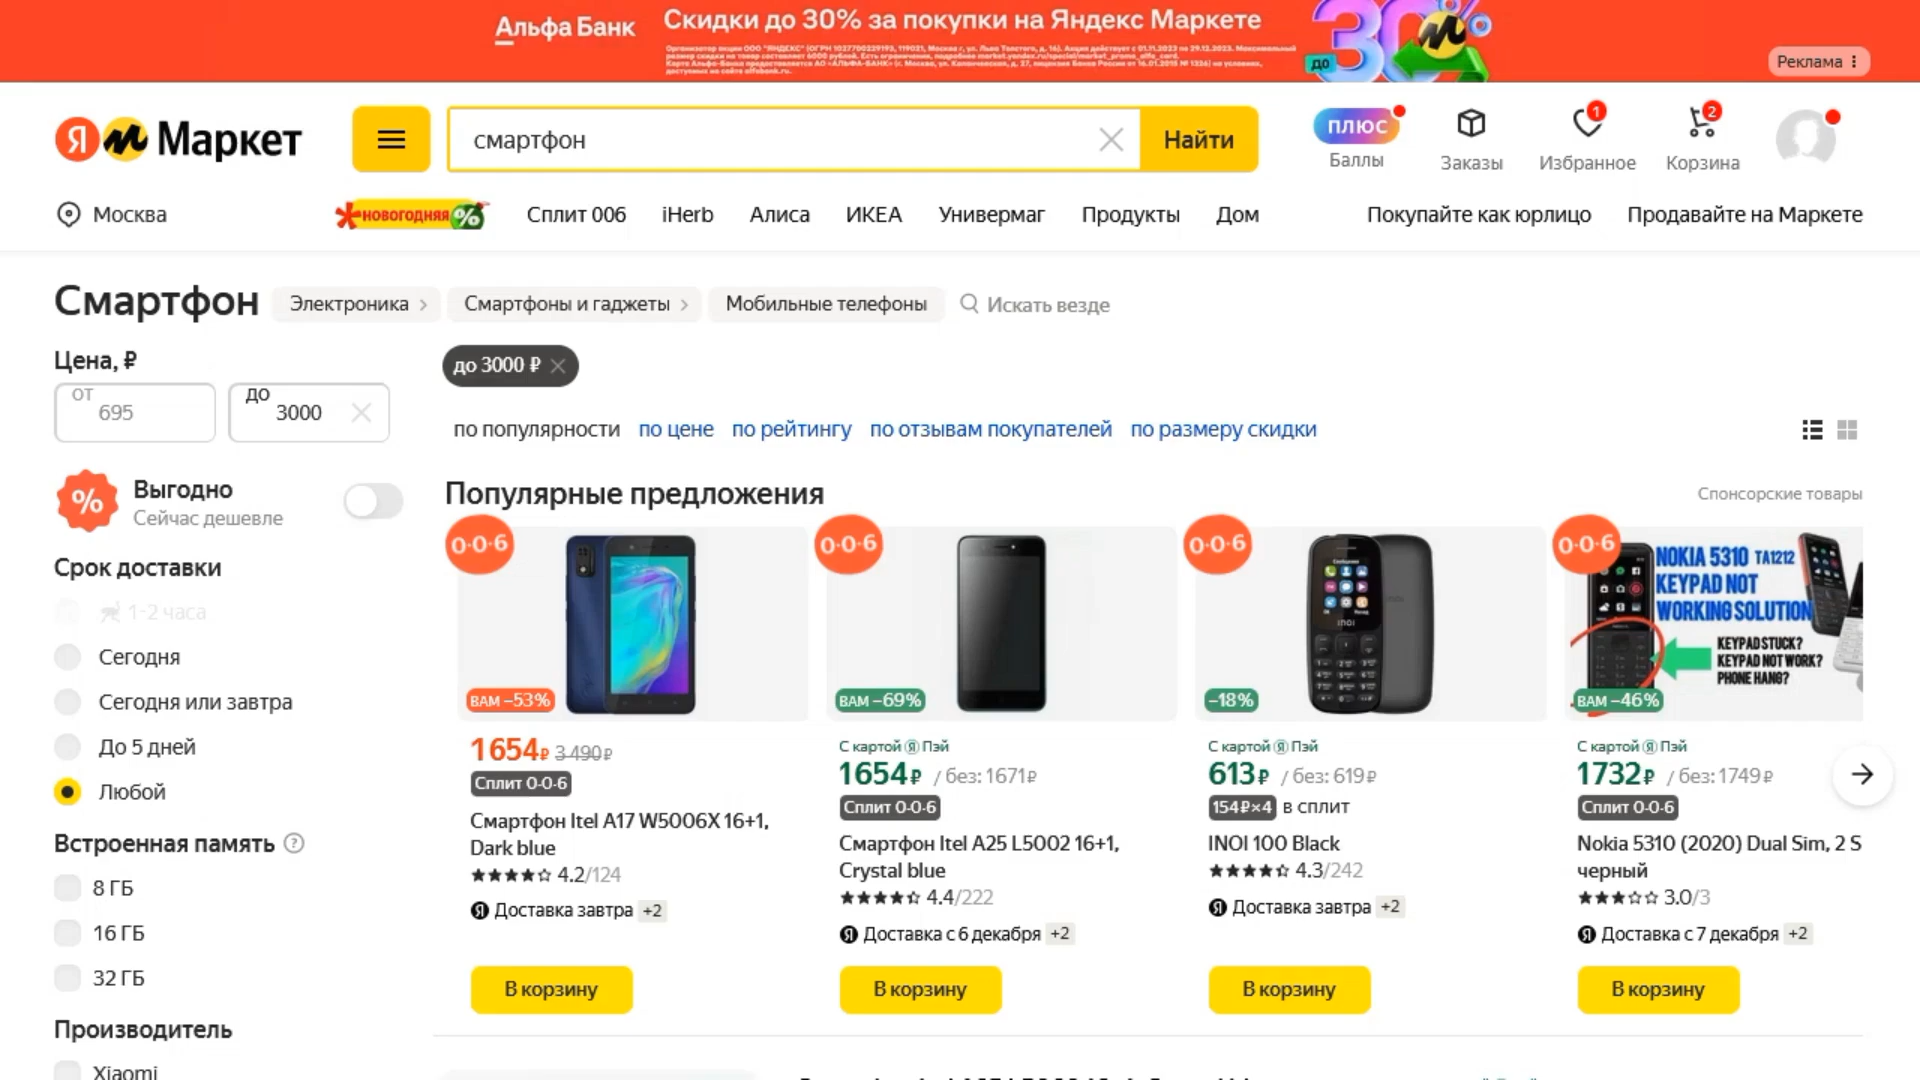 Альфа Банк
Скидки до 30% за покупки на Яндекс Маркете
до 30%
Реклама
Я Маркет
смартфон
Найти
плюс
Баллы
Заказы
1
Избранное
2
Корзина
Москва
НОВОГОДНЯЯ %
Сплит 006
iHerb
Алиса
ИКЕА
Универмаг
Продукты
Дом
Покупайте как юрлицо
Продавайте на Маркете
Смартфон
Электроника
Смартфоны и гаджеты
Мобильные телефоны
Искать везде
Цена, ₽
от 695
до 3000
до 3000 ₽
по популярности
по цене
по рейтингу
по отзывам покупателей
по размеру скидки
%
Выгодно
Сейчас дешевле
Срок доставки
1-2 часа
Сегодня
Сегодня или завтра
До 5 дней
Любой
Встроенная память ?
8 ГБ
16 ГБ
32 ГБ
Производитель
Xiaomi
Популярные предложения
Спонсорские товары
0·0·6
ВАМ –53%
1654₽ 3 490₽
Сплит 0-0-6
Смартфон Itel A17 W5006X 16+1,
Dark blue
4.2/124
Доставка завтра +2
В корзину
0·0·6
ВАМ –69%
С картой Я Пэй
1654₽ / без: 1671₽
Сплит 0-0-6
Смартфон Itel A25 L5002 16+1,
Crystal blue
4.4/222
Доставка с 6 декабря +2
В корзину
0·0·6
inoi
–18%
С картой Я Пэй
613₽ / без: 619₽
154₽×4 в сплит
INOI 100 Black
4.3/242
Доставка завтра +2
В корзину
0·0·6
NOKIA 5310 TA1212
KEYPAD NOT
WORKING SOLUTION
KEYPAD STUCK?
KEYPAD NOT WORK?
PHONE HANG?
ВАМ –46%
С картой Я Пэй
1732₽ / без: 1749₽
Сплит 0-0-6
Nokia 5310 (2020) Dual Sim, 2 S
черный
3.0/3
Доставка с 7 декабря +2
В корзину